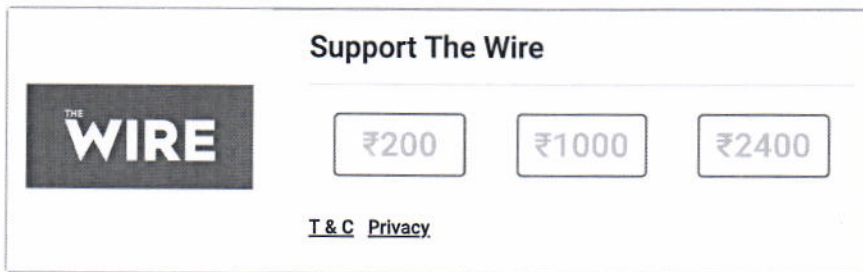 Support The Wire
THE
WIRE
₹200 ₹1000 ₹2400
T & C Privacy